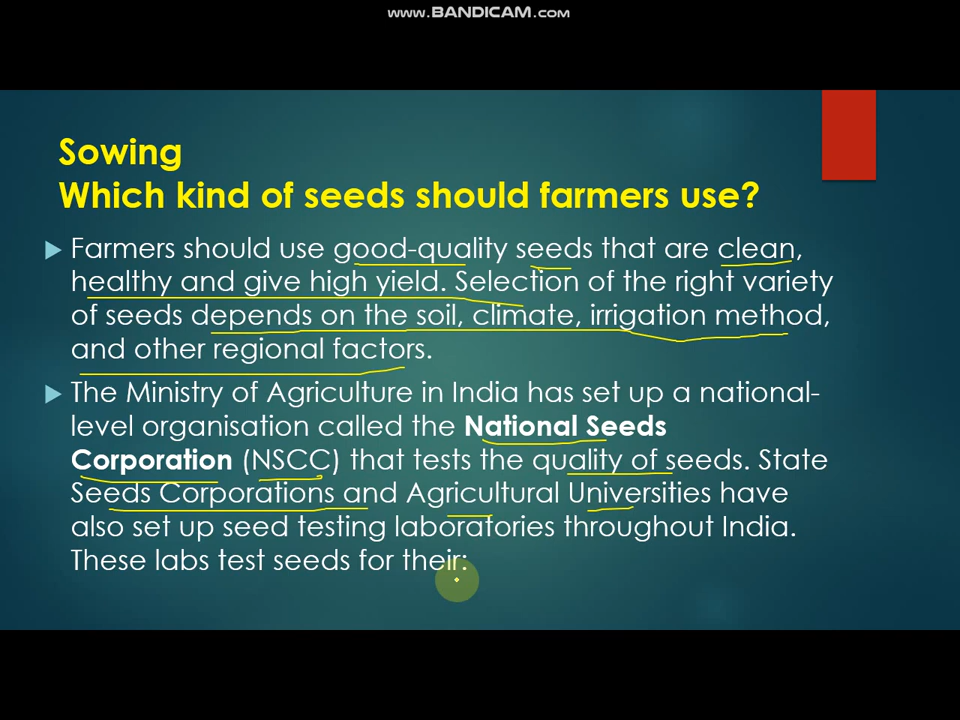 www.BANDICAM.com
Sowing
Which kind of seeds should farmers use?
Farmers should use good-quality seeds that are clean,
healthy and give high yield. Selection of the right variety
of seeds depends on the soil, climate, irrigation method,
and other regional factors.
The Ministry of Agriculture in India has set up a national-
level organisation called the National Seeds
Corporation (NSCC) that tests the quality of seeds. State
Seeds Corporations and Agricultural Universities have
also set up seed testing laboratories throughout India.
These labs test seeds for their: